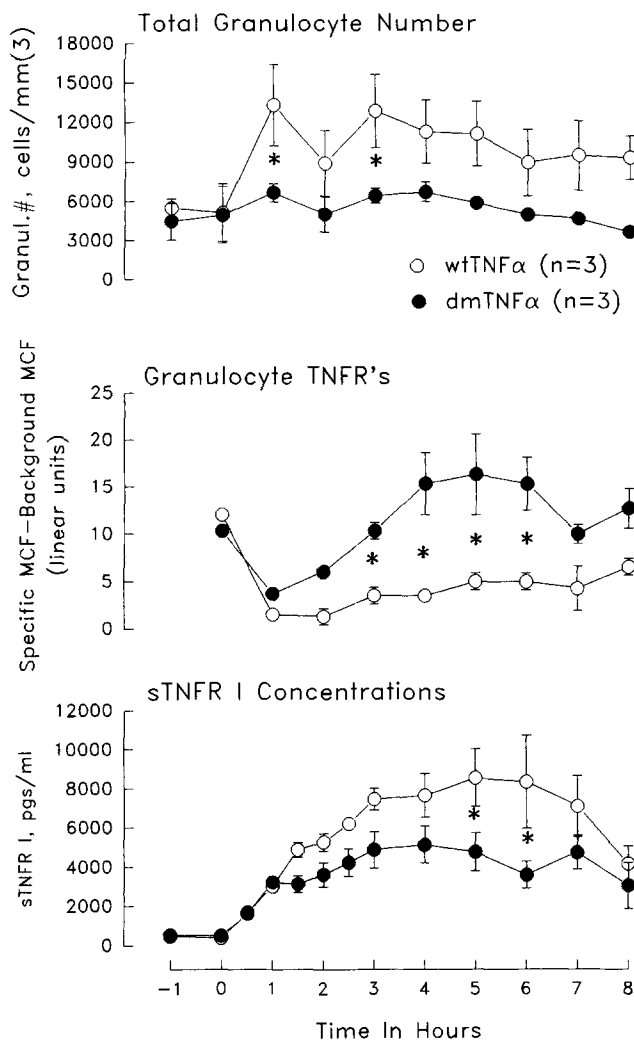 Total Granulocyte Number
Granul.#, cells/mm(3)
18000
15000
12000
9000
6000
3000
0
*
*
wtTNFα (n=3)
dmTNFα (n=3)
Granulocyte TNFR's
Specific MCF-Background MCF
(linear units)
25
20
15
10
5
0
*
*
*
*
sTNFR I Concentrations
sTNFR I, pgs/ml
12000
10000
8000
6000
4000
2000
0
*
*
-1 0 1 2 3 4 5 6 7 8
Time In Hours